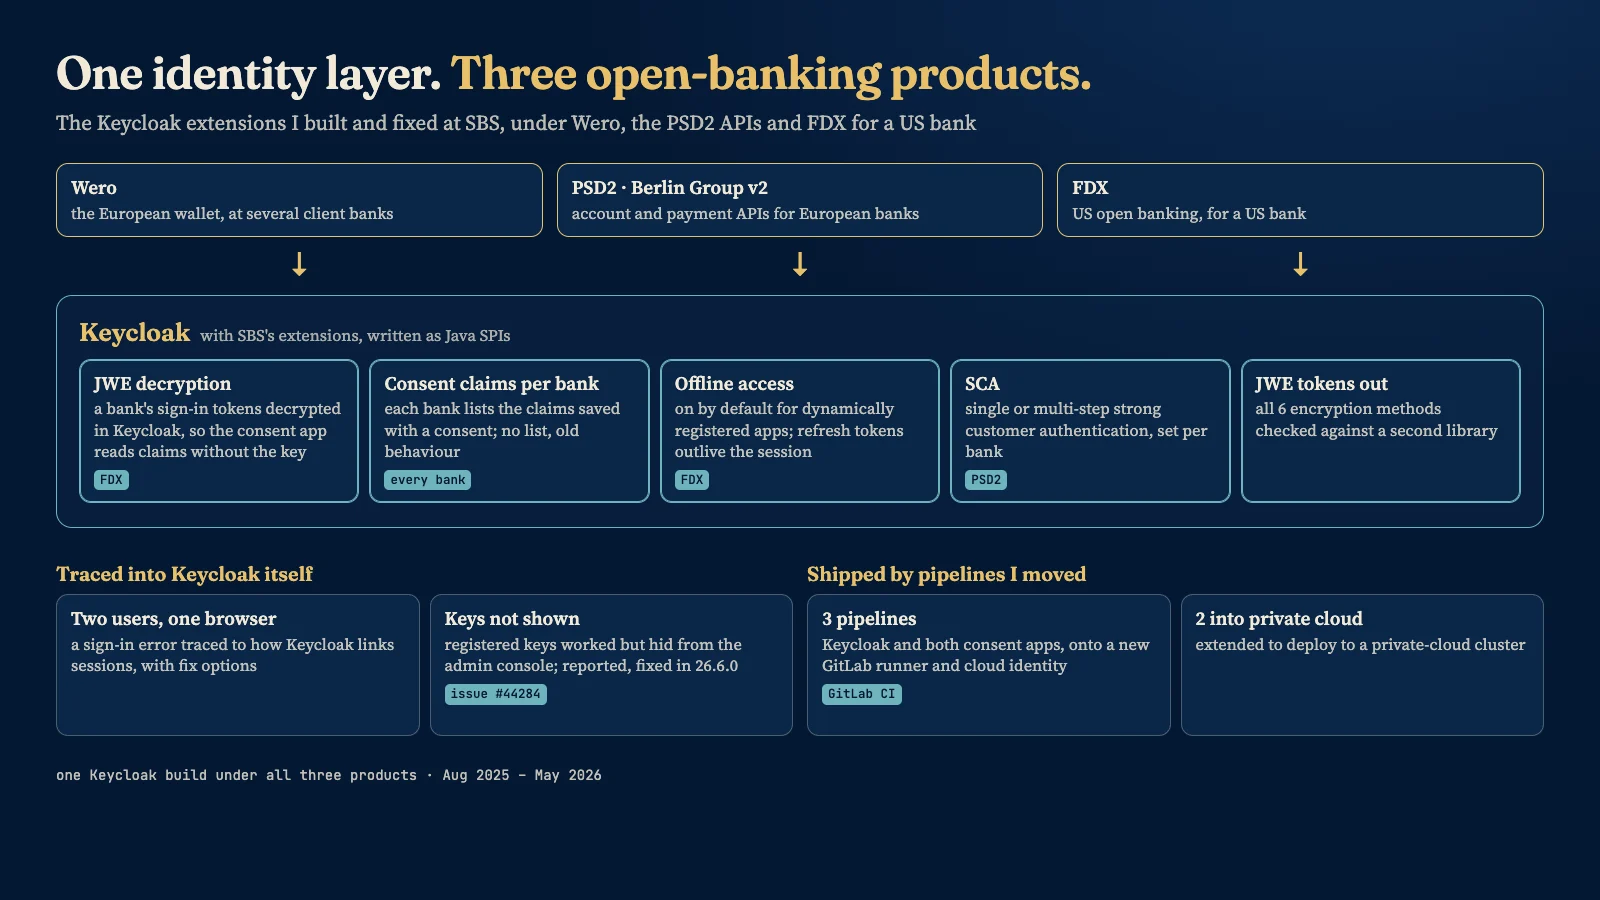 One identity layer. Three open-banking products.
The Keycloak extensions I built and fixed at SBS, under Wero, the PSD2 APIs and FDX for a US bank
Wero
the European wallet, at several client banks
PSD2 · Berlin Group v2
account and payment APIs for European banks
FDX
US open banking, for a US bank
↓
↓
↓
Keycloak with SBS's extensions, written as Java SPIs
JWE decryption
a bank's sign-in tokens decrypted
in Keycloak, so the consent app
reads claims without the key
FDX
Consent claims per bank
each bank lists the claims saved
with a consent; no list, old
behaviour
every bank
Offline access
on by default for dynamically
registered apps; refresh tokens
outlive the session
FDX
SCA
single or multi-step strong
customer authentication, set per
bank
PSD2
JWE tokens out
all 6 encryption methods
checked against a second library
Traced into Keycloak itself
Two users, one browser
a sign-in error traced to how Keycloak links
sessions, with fix options
Keys not shown
registered keys worked but hid from the
admin console; reported, fixed in 26.6.0
issue #44284
Shipped by pipelines I moved
3 pipelines
Keycloak and both consent apps, onto a new
GitLab runner and cloud identity
GitLab CI
2 into private cloud
extended to deploy to a private-cloud cluster
one Keycloak build under all three products · Aug 2025 – May 2026